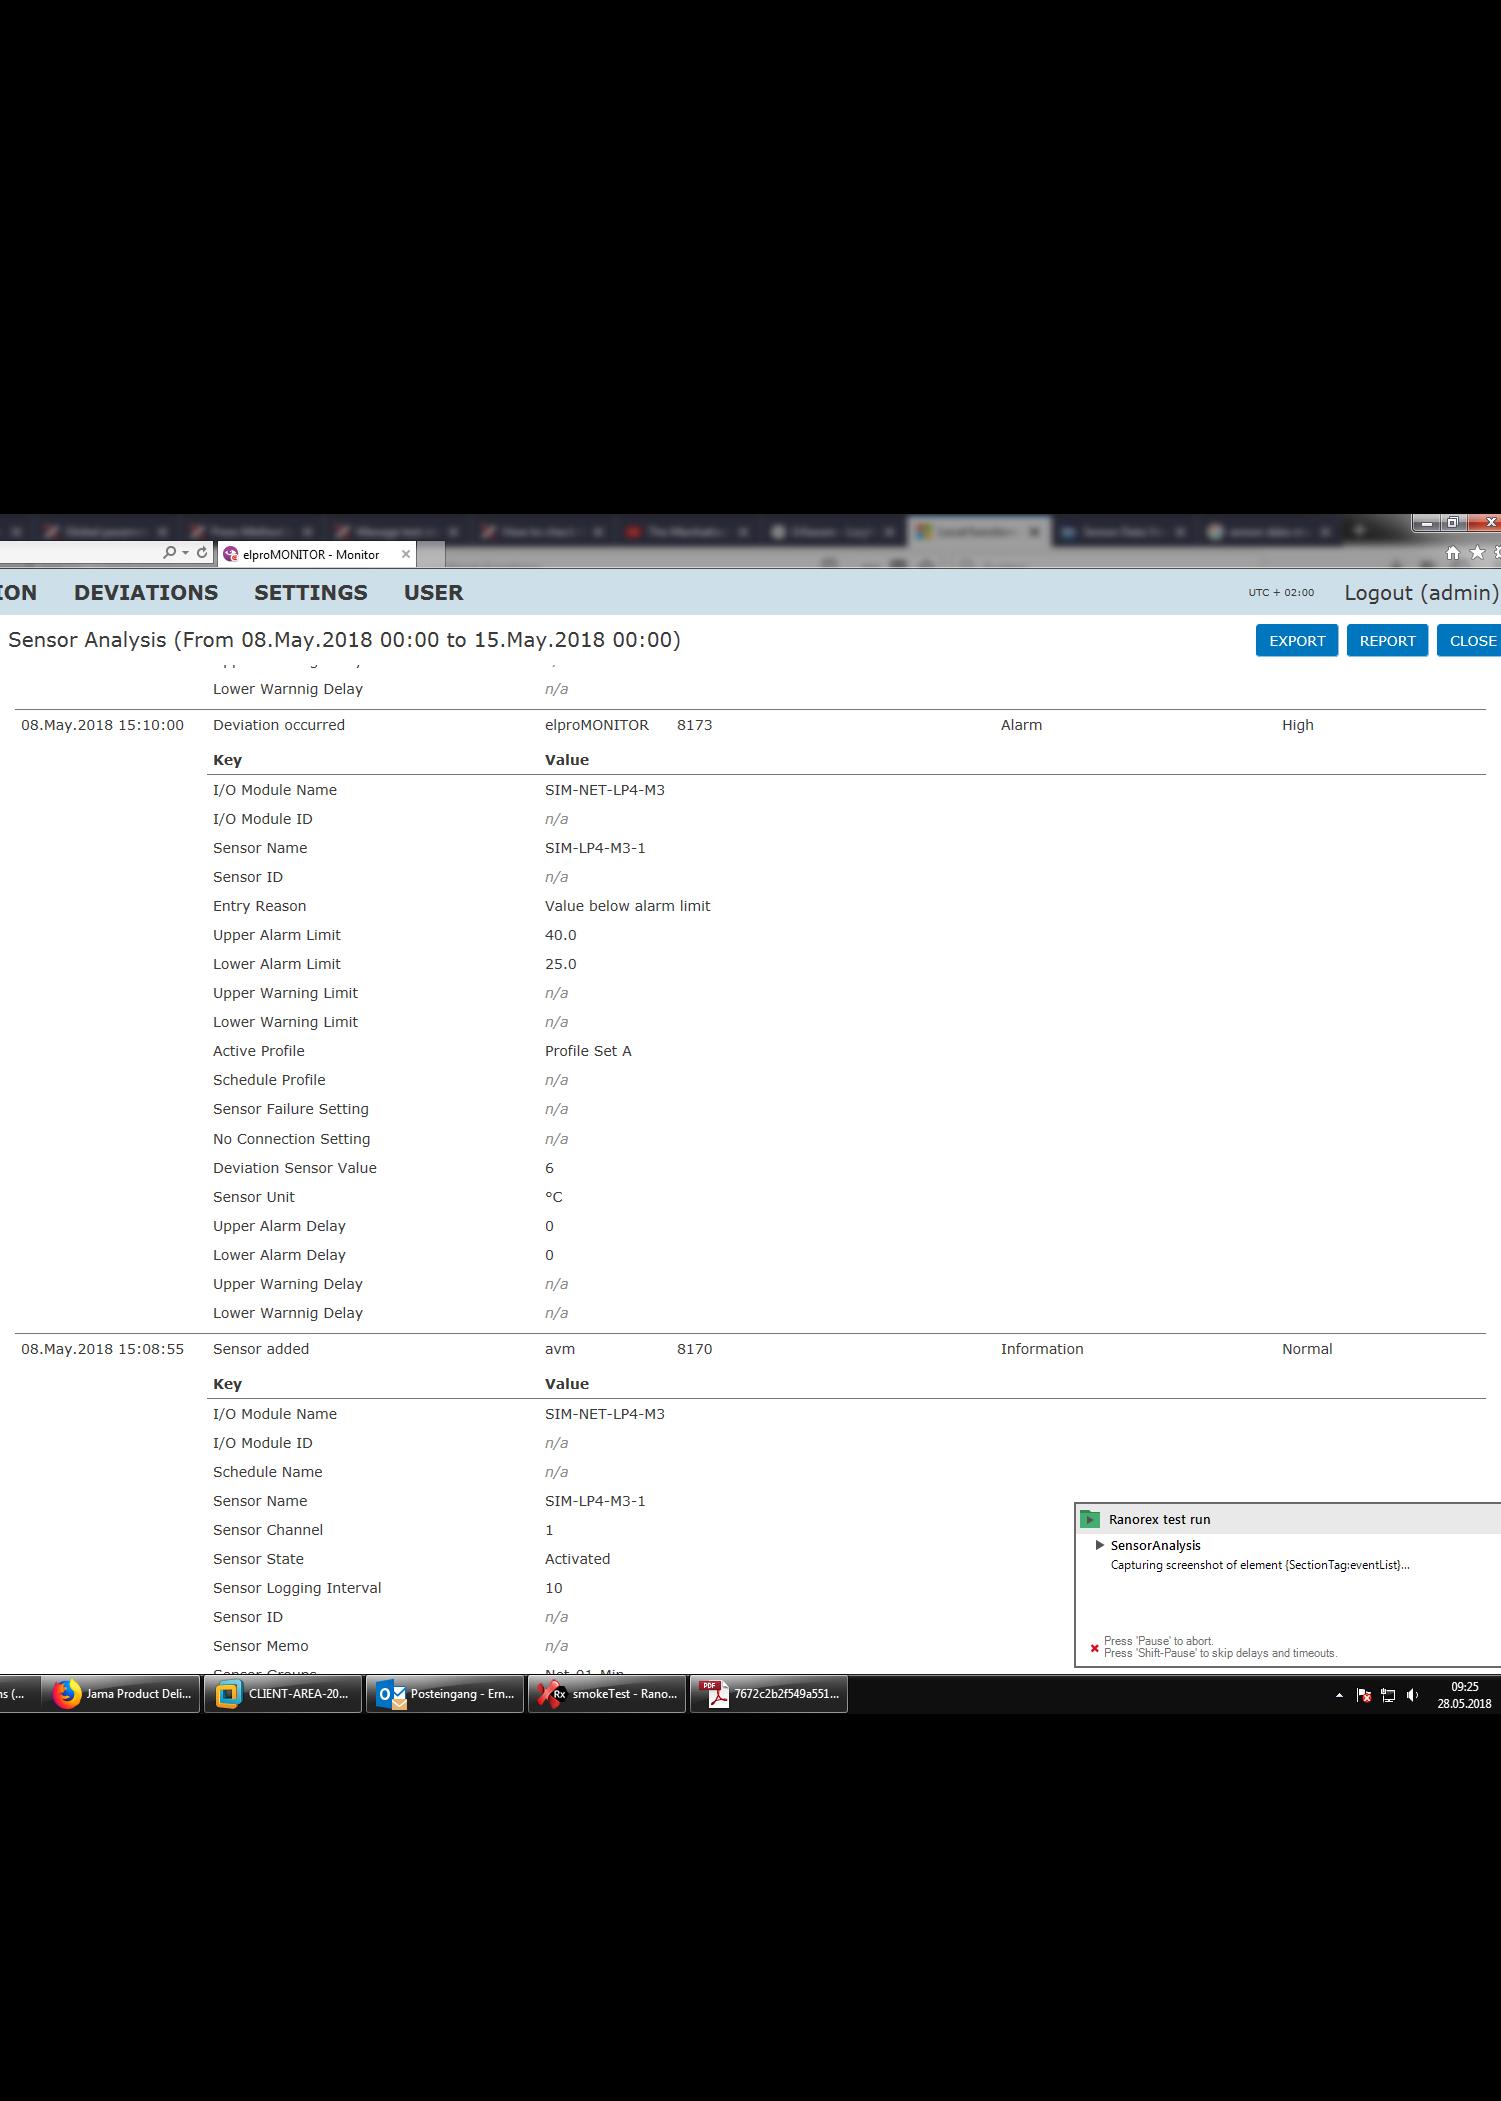 elproMONITOR - Monitor
ION DEVIATIONS SETTINGS USER UTC + 02:00 Logout (admin)
Sensor Analysis (From 08.May.2018 00:00 to 15.May.2018 00:00) EXPORT REPORT CLOSE
Lower Warnnig Delay n/a
08.May.2018 15:10:00 Deviation occurred elproMONITOR 8173 Alarm High
Key Value
I/O Module Name SIM-NET-LP4-M3
I/O Module ID n/a
Sensor Name SIM-LP4-M3-1
Sensor ID n/a
Entry Reason Value below alarm limit
Upper Alarm Limit 40.0
Lower Alarm Limit 25.0
Upper Warning Limit n/a
Lower Warning Limit n/a
Active Profile Profile Set A
Schedule Profile n/a
Sensor Failure Setting n/a
No Connection Setting n/a
Deviation Sensor Value 6
Sensor Unit °C
Upper Alarm Delay 0
Lower Alarm Delay 0
Upper Warning Delay n/a
Lower Warnnig Delay n/a
08.May.2018 15:08:55 Sensor added avm 8170 Information Normal
Key Value
I/O Module Name SIM-NET-LP4-M3
I/O Module ID n/a
Schedule Name n/a
Sensor Name SIM-LP4-M3-1
Sensor Channel 1
Sensor State Activated
Sensor Logging Interval 10
Sensor ID n/a
Sensor Memo n/a
Sensor Groups Net-01-Min
Ranorex test run
SensorAnalysis
Capturing screenshot of element {SectionTag:eventList}...
Press 'Pause' to abort.
Press 'Shift-Pause' to skip delays and timeouts.
ns (... Jama Product Deli... CLIENT-AREA-20... Posteingang - Ern... smokeTest - Rano... 7672c2b2f549a551...
09:25
28.05.2018